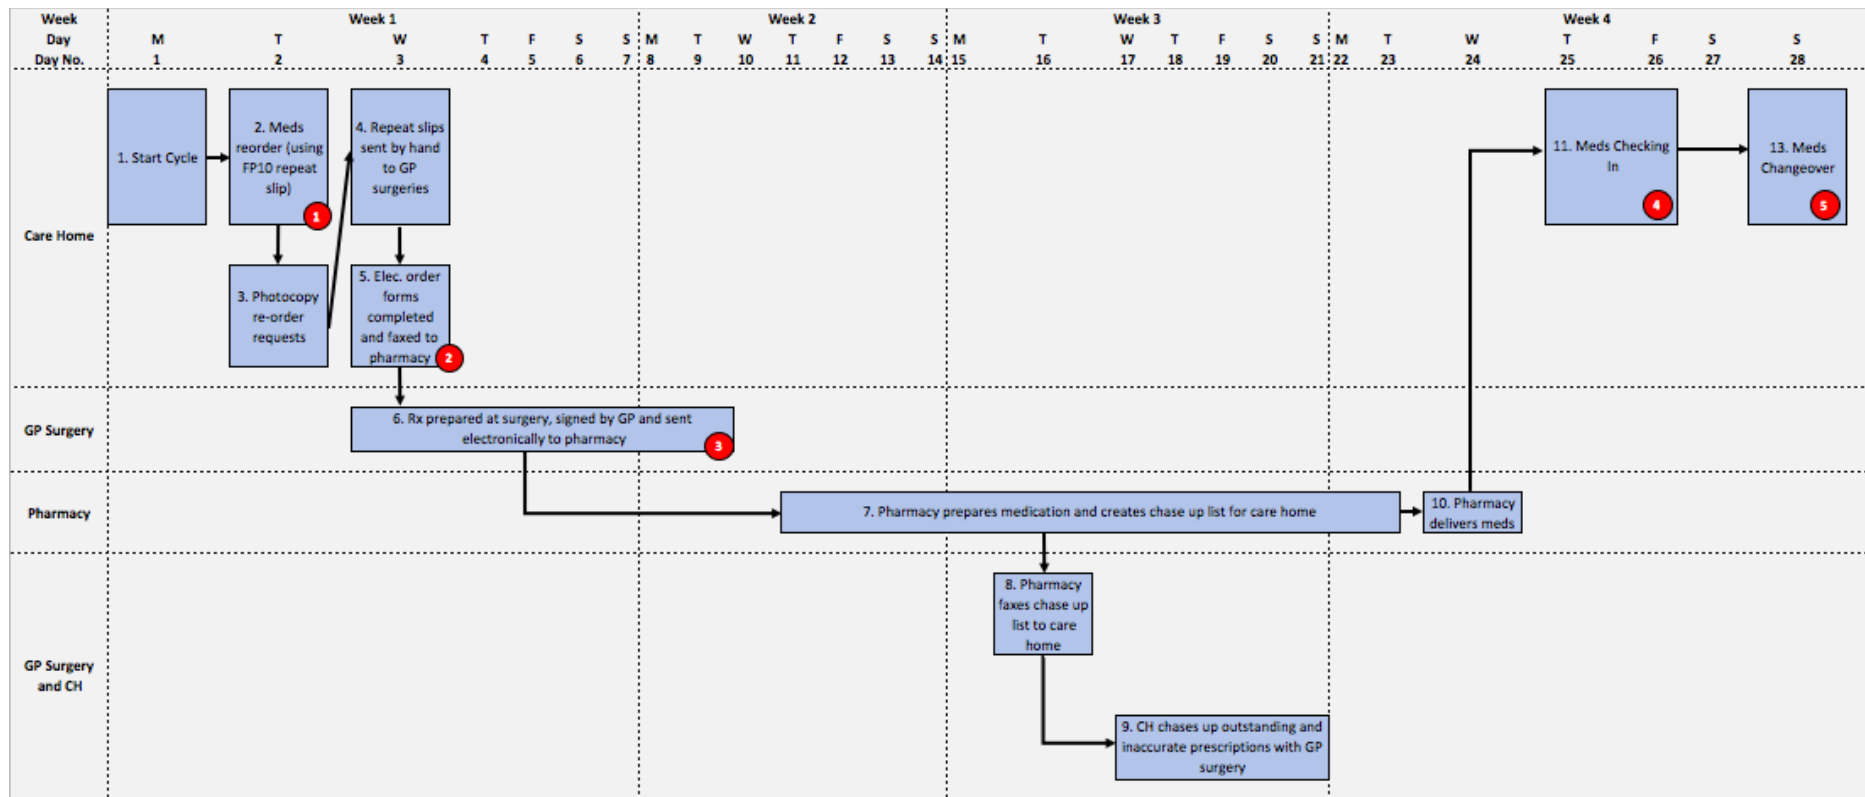 Week Week 1 Week 2 Week 3 Week 4
Day M T W T F S S M T W T F S S M T W T F S S M T W T F S S
Day No. 1 2 3 4 5 6 7 8 9 10 11 12 13 14 15 16 17 18 19 20 21 22 23 24 25 26 27 28
Care Home
1. Start Cycle
2. Meds
reorder (using
FP10 repeat
slip)
1
3. Photocopy
re-order
requests
4. Repeat slips
sent by hand
to GP
surgeries
5. Elec. order
forms
completed
and faxed to
pharmacy
2
11. Meds Checking
In
4
13. Meds
Changeover
5
GP Surgery
6. Rx prepared at surgery, signed by GP and sent
electronically to pharmacy
3
Pharmacy
7. Pharmacy prepares medication and creates chase up list for care home
10. Pharmacy
delivers meds
GP Surgery
and CH
8. Pharmacy
faxes chase up
list to care
home
9. CH chases up outstanding and
inaccurate prescriptions with GP
surgery